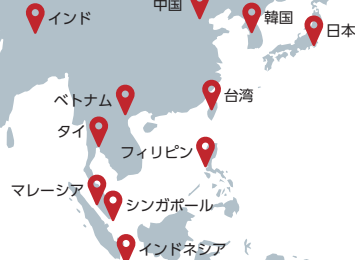 中国
インド
韓国
日本
ベトナム
台湾
タイ
フィリピン
マレーシア
シンガポール
インドネシア